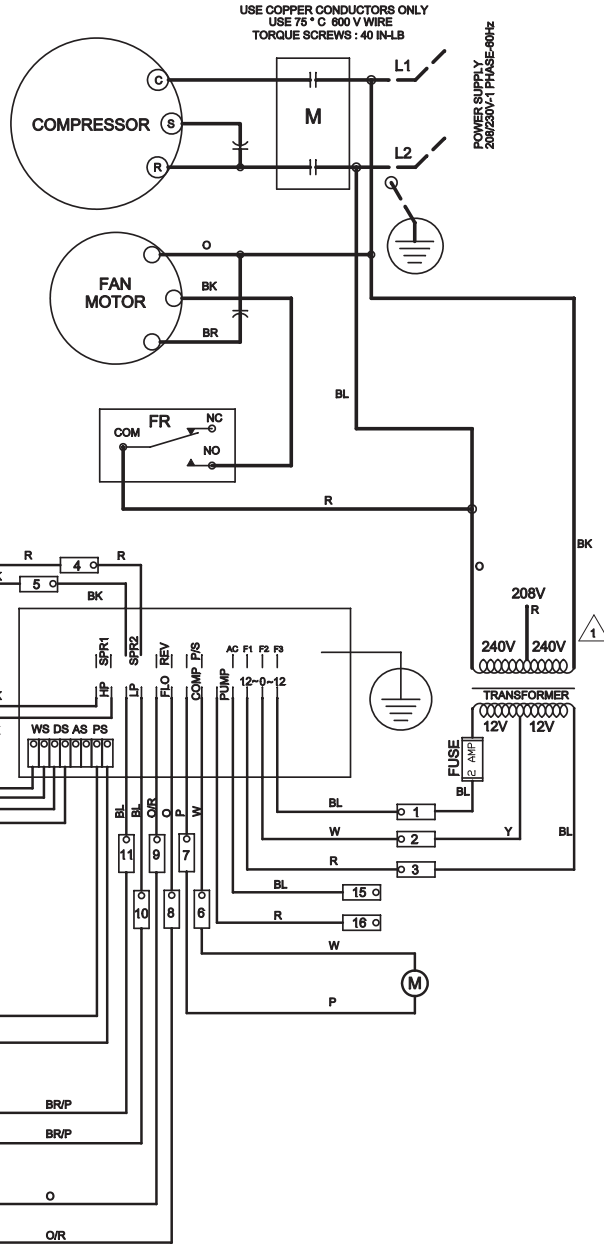 USE COPPER CONDUCTORS ONLY
USE 75 ° C 600 V WIRE
TORQUE SCREWS : 40 IN-LB
POWER SUPPLY
208/230V-1 PHASE-60Hz
L1
C
COMPRESSOR
S
M
R
L2
O
FAN
MOTOR
BK
BR
BL
FR
NC
COM
NO
R
BK
O
R
4
R
5
BK
208V
R
1
240V 240V
TRANSFORMER
12V 12V
SPR1
SPR2
REV
P/S
HP
LP
FLO
COMP
PUMP
AC F1 F2 F3
12~0~12
WS DS AS PS
FUSE
2 AMP
BL
BL
BL
O/R
O
P
W
BL
1
W
2
Y
BL
R
3
11
9
7
BL
15
10
8
6
R
16
W
M
P
BR/P
BR/P
O
O/R